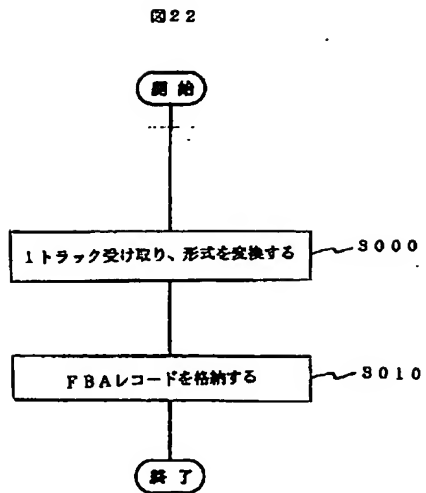 図22
開 始
1トラック受け取り、形式を変換する
3000
FBAレコードを格納する
3010
終 了